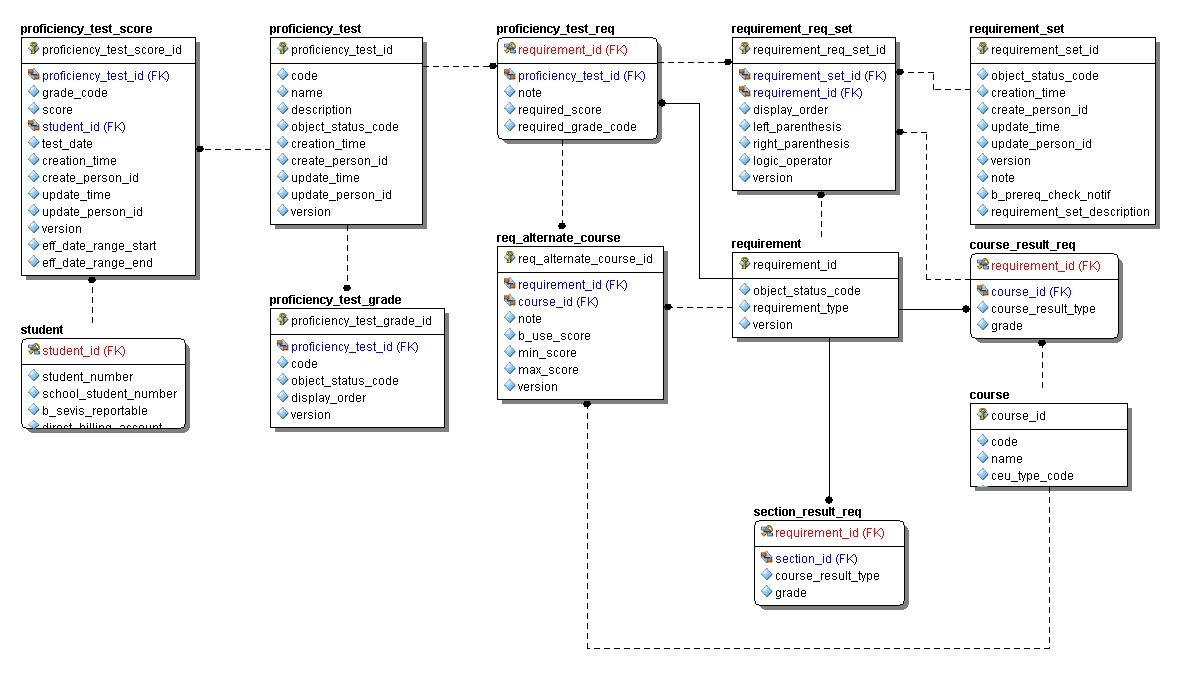 proficiency_test_score
proficiency_test_score_id
proficiency_test_id (FK)
grade_code
score
student_id (FK)
test_date
creation_time
create_person_id
update_time
update_person_id
version
eff_date_range_start
eff_date_range_end
student
student_id (FK)
student_number
school_student_number
b_sevis_reportable
direct_billing_account
proficiency_test
proficiency_test_id
code
name
description
object_status_code
creation_time
create_person_id
update_time
update_person_id
version
proficiency_test_grade
proficiency_test_grade_id
proficiency_test_id (FK)
code
object_status_code
display_order
version
proficiency_test_req
requirement_id (FK)
proficiency_test_id (FK)
note
required_score
required_grade_code
req_alternate_course
req_alternate_course_id
requirement_id (FK)
course_id (FK)
note
b_use_score
min_score
max_score
version
requirement_req_set
requirement_req_set_id
requirement_set_id (FK)
requirement_id (FK)
display_order
left_parenthesis
right_parenthesis
logic_operator
version
requirement
requirement_id
object_status_code
requirement_type
version
section_result_req
requirement_id (FK)
section_id (FK)
course_result_type
grade
requirement_set
requirement_set_id
object_status_code
creation_time
create_person_id
update_time
update_person_id
version
note
b_prereq_check_notif
requirement_set_description
course_result_req
requirement_id (FK)
course_id (FK)
course_result_type
grade
course
course_id
code
name
ceu_type_code